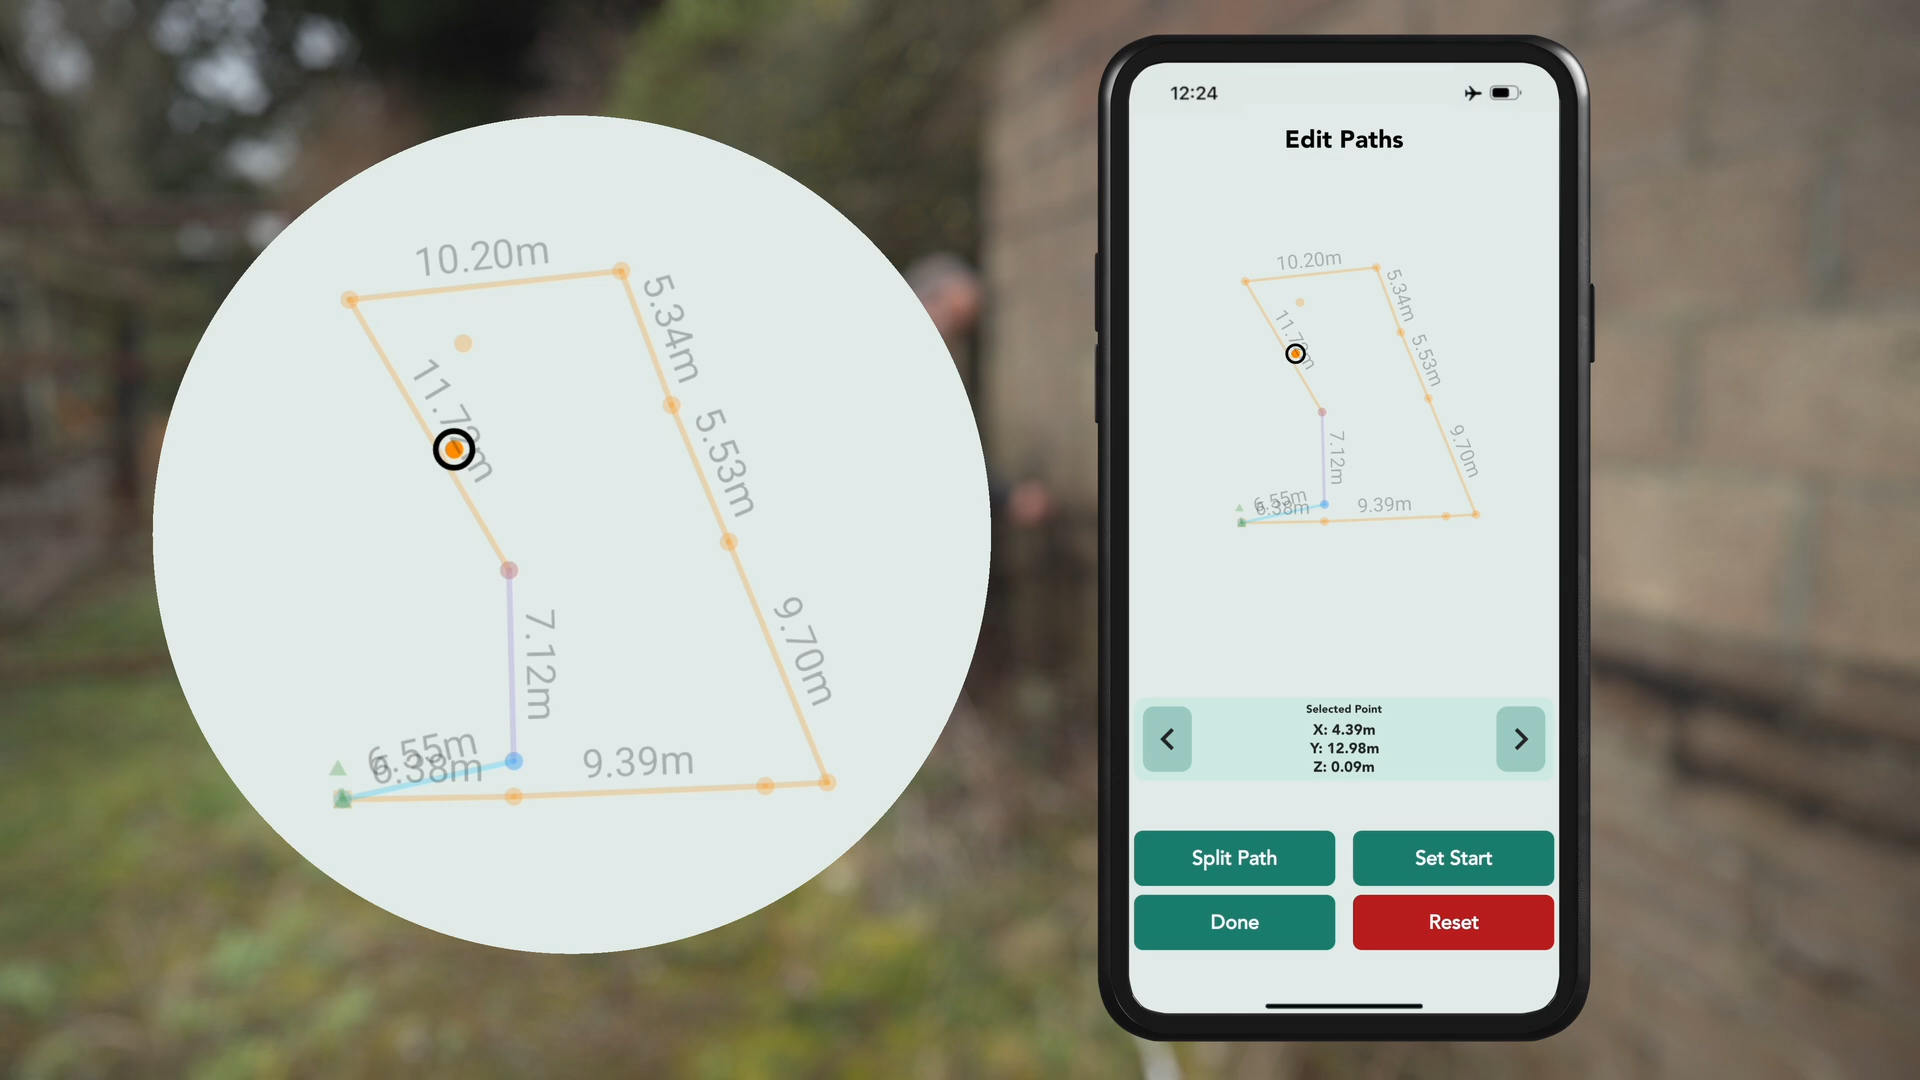 10.20m
5.34m
5.53m
7.12m
9.70m
6.55m
6.38m
9.39m
12:24
Edit Paths
10.20m
5.34m
5.53m
7.12m
9.70m
6.55m
6.38m
9.39m
Selected Point
X: 4.39m
Y: 12.98m
Z: 0.09m
Split Path
Set Start
Done
Reset